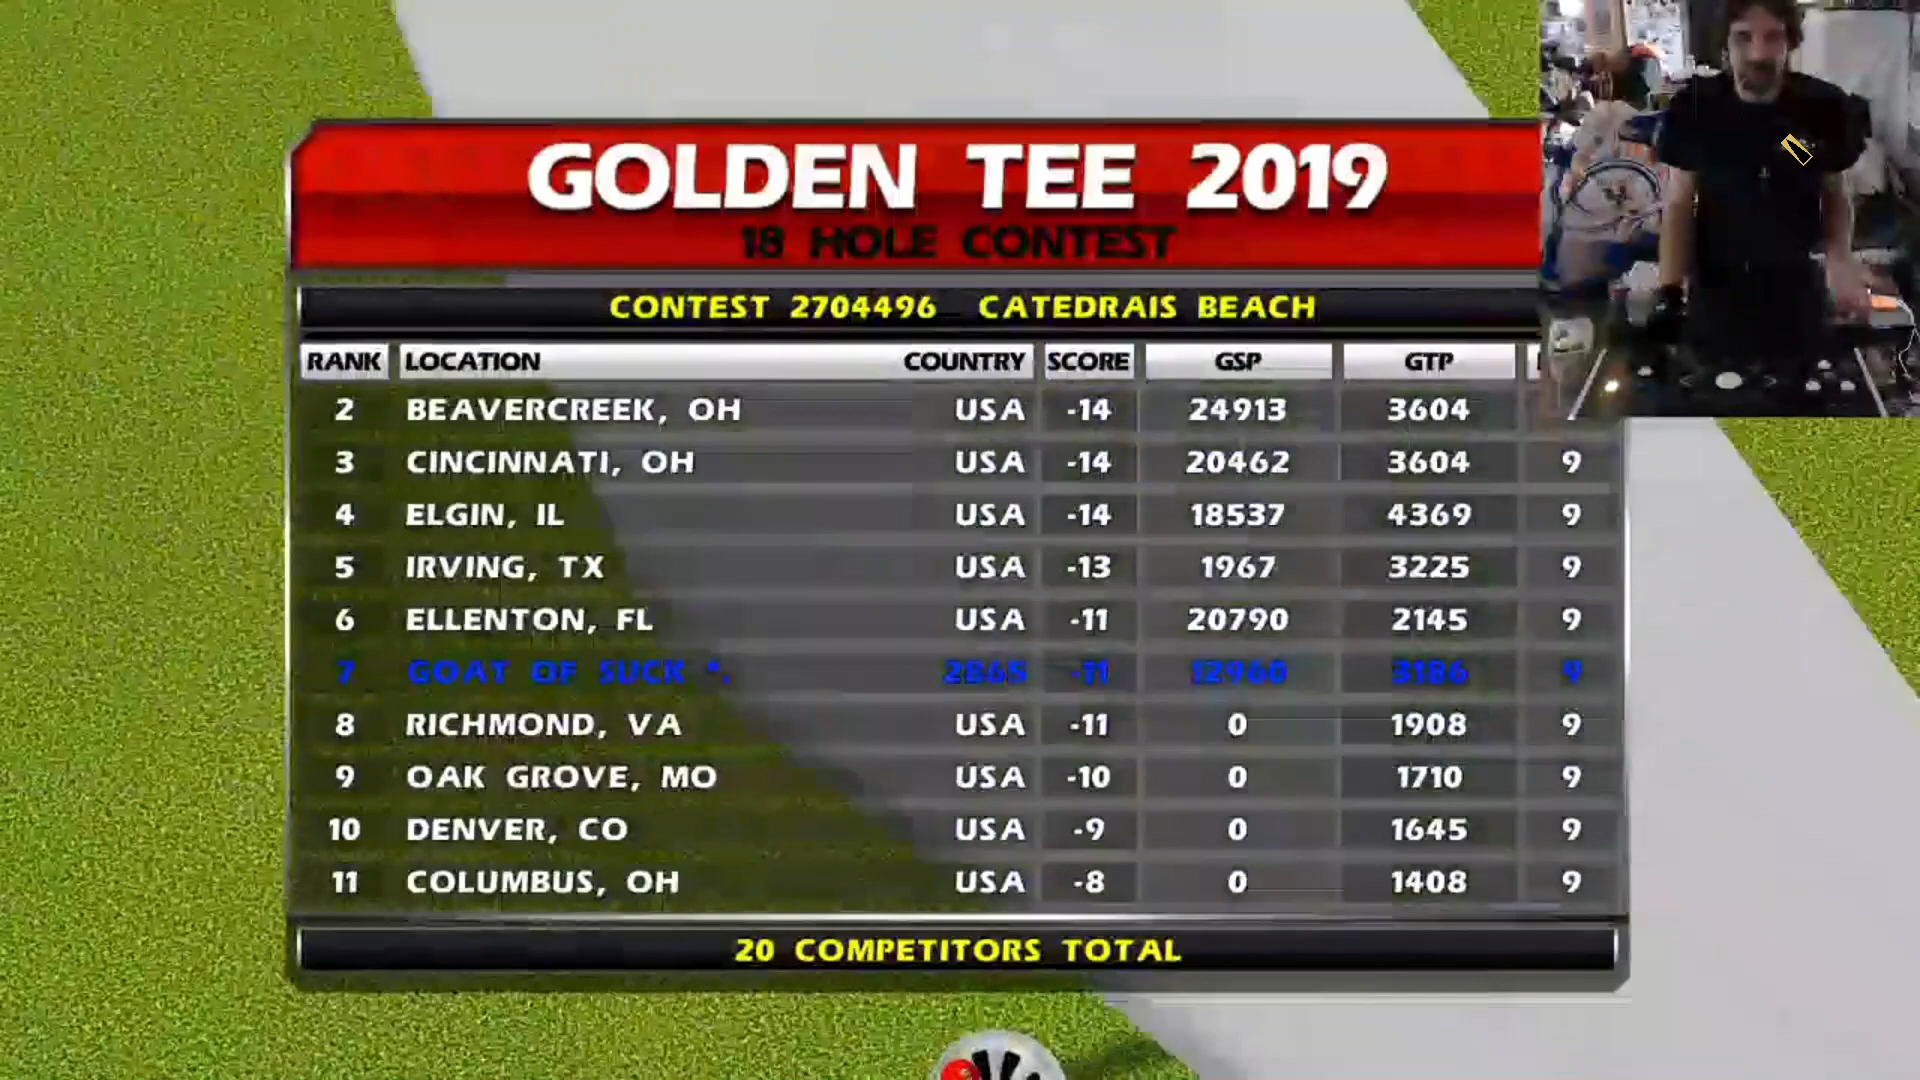 GOLDEN TEE 2019
18 HOLE CONTEST
CONTEST 2704496 CATEDRAIS BEACH
RANK LOCATION COUNTRY SCORE GSP GTP
2 BEAVERCREEK, OH USA -14 24913 3604
3 CINCINNATI, OH USA -14 20462 3604 9
4 ELGIN, IL USA -14 18537 4369 9
5 IRVING, TX USA -13 1967 3225 9
6 ELLENTON, FL USA -11 20790 2145 9
7 GOAT OF SUCK *. 2865 -11 12960 3186 9
8 RICHMOND, VA USA -11 0 1908 9
9 OAK GROVE, MO USA -10 0 1710 9
10 DENVER, CO USA -9 0 1645 9
11 COLUMBUS, OH USA -8 0 1408 9
20 COMPETITORS TOTAL